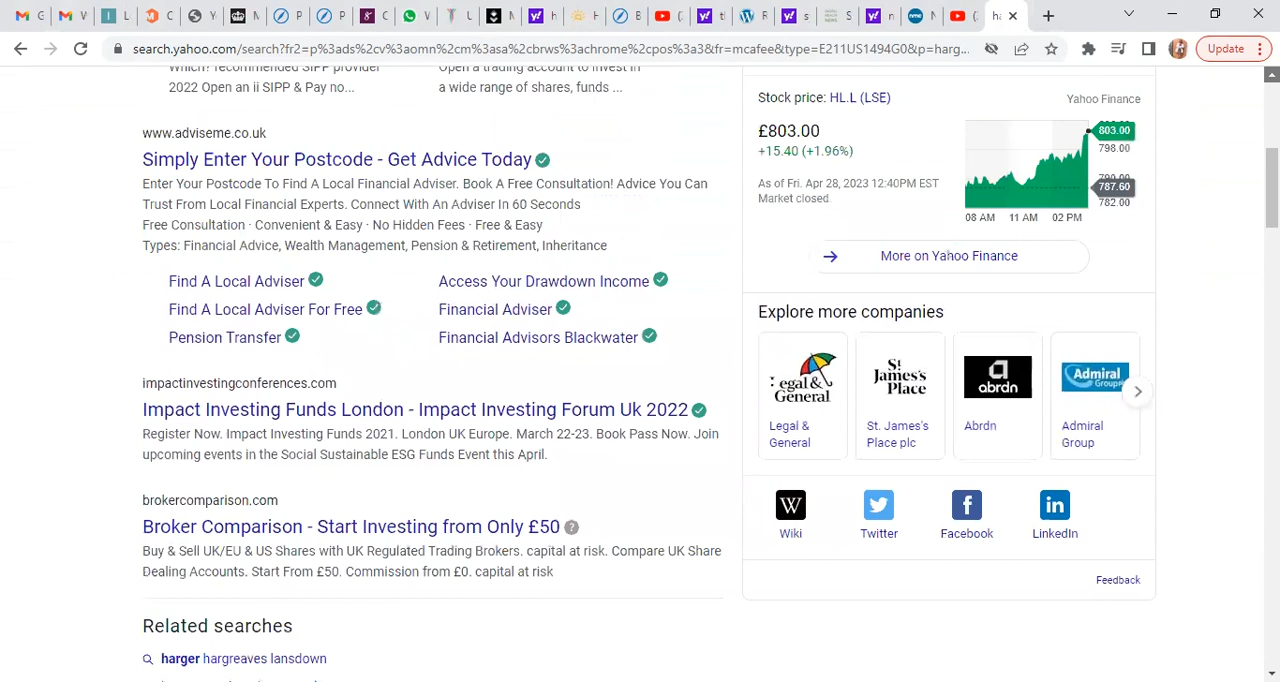 search.yahoo.com/search?fr2=p%3ads%2cv%3aomn%2cm%3asa%2cbrws%3achrome%2cpos%3a3&fr=mcafee&type=E211US1494G0&p=harg...
Update
2022 Open an ii SIPP & Pay no...
a wide range of shares, funds ...
www.adviseme.co.uk
Simply Enter Your Postcode - Get Advice Today
Enter Your Postcode To Find A Local Financial Adviser. Book A Free Consultation! Advice You Can
Trust From Local Financial Experts. Connect With An Adviser In 60 Seconds
Free Consultation · Convenient & Easy · No Hidden Fees · Free & Easy
Types: Financial Advice, Wealth Management, Pension & Retirement, Inheritance
Find A Local Adviser
Access Your Drawdown Income
Find A Local Adviser For Free
Financial Adviser
Pension Transfer
Financial Advisors Blackwater
impactinvestingconferences.com
Impact Investing Funds London - Impact Investing Forum Uk 2022
Register Now. Impact Investing Funds 2021. London UK Europe. March 22-23. Book Pass Now. Join
upcoming events in the Social Sustainable ESG Funds Event this April.
brokercomparison.com
Broker Comparison - Start Investing from Only £50
Buy & Sell UK/EU & US Shares with UK Regulated Trading Brokers. capital at risk. Compare UK Share
Dealing Accounts. Start From £50. Commission from £0. capital at risk
Related searches
harger hargreaves lansdown
Stock price: HL.L (LSE)
Yahoo Finance
£803.00
+15.40 (+1.96%)
As of Fri. Apr 28, 2023 12:40PM EST
Market closed.
803.00
798.00
787.60
782.00
08 AM 11 AM 02 PM
More on Yahoo Finance
Explore more companies
Legal &
General
St. James's
Place plc
Abrdn
Admiral
Group
Legal&
General
St
James's
Place
abrdn
Admiral
Group
W
Wiki
Twitter
f
Facebook
in
LinkedIn
Feedback